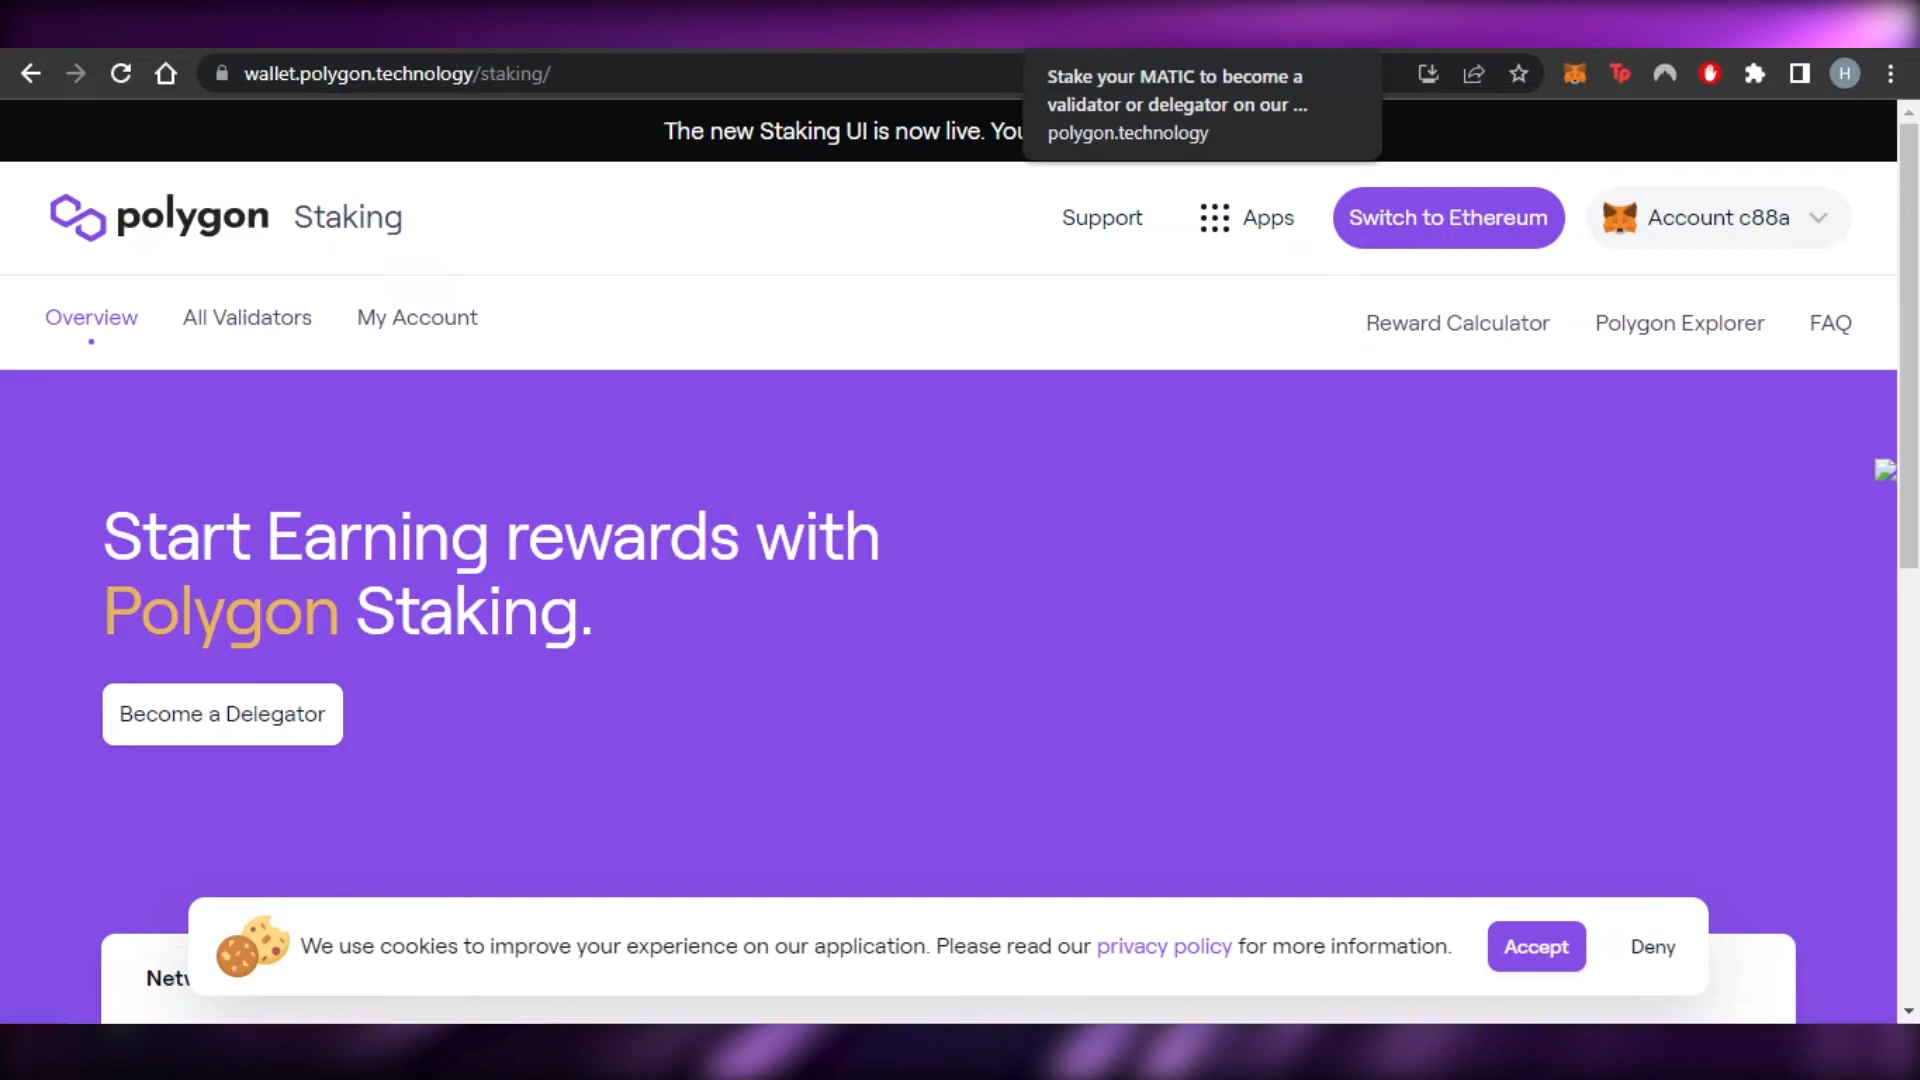 wallet.polygon.technology/staking/
Stake your MATIC to become a
validator or delegator on our ...
polygon.technology
Tp
H
The new Staking UI is now live.
polygon Staking
Support
Apps
Switch to Ethereum
Account c88a
Overview
All Validators
My Account
Reward Calculator
Polygon Explorer
FAQ
Start Earning rewards with
Polygon Staking.
Become a Delegator
We use cookies to improve your experience on our application. Please read our privacy policy for more information.
Accept
Deny